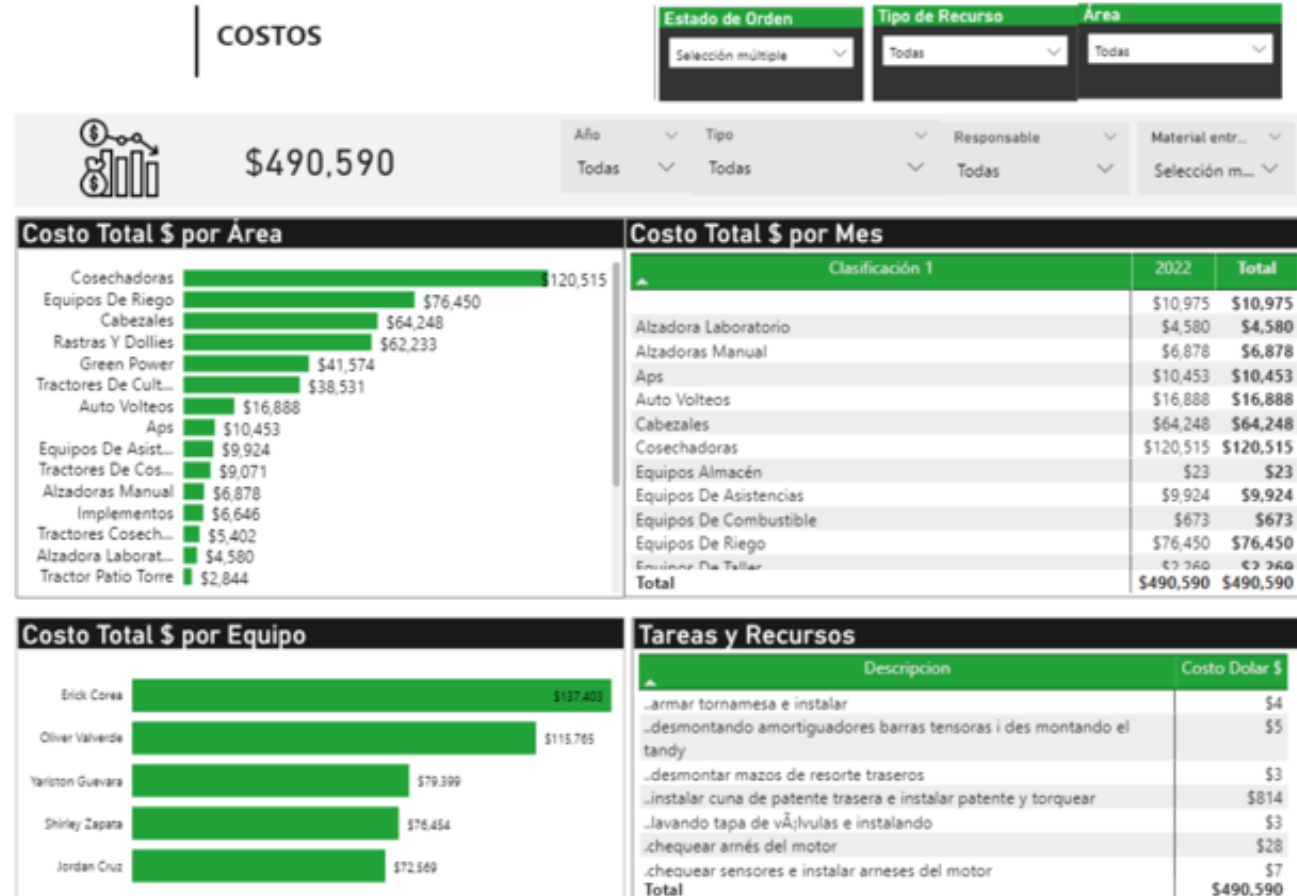 COSTOS
Estado de Orden
Selección múltiple
Tipo de Recurso
Todas
Área
Todas
$490,590
Año
Todas
Tipo
Todas
Responsable
Todas
Material entr...
Selección m...
Costo Total $ por Área
Cosechadoras $120,515
Equipos De Riego $76,450
Cabezales $64,248
Rastras Y Dollies $62,233
Green Power $41,574
Tractores De Cult... $38,531
Auto Volteos $16,888
Aps $10,453
Equipos De Asist... $9,924
Tractores De Cos... $9,071
Alzadoras Manual $6,878
Implementos $6,646
Tractores Cosech... $5,402
Alzadora Laborat... $4,580
Tractor Patio Torre $2,844
Costo Total $ por Mes
Clasificación 1 2022 Total
$10,975 $10,975
Alzadora Laboratorio $4,580 $4,580
Alzadoras Manual $6,878 $6,878
Aps $10,453 $10,453
Auto Volteos $16,888 $16,888
Cabezales $64,248 $64,248
Cosechadoras $120,515 $120,515
Equipos Almacén $23 $23
Equipos De Asistencias $9,924 $9,924
Equipos De Combustible $673 $673
Equipos De Riego $76,450 $76,450
Equipos De Taller $2,269 $2,269
Total $490,590 $490,590
Costo Total $ por Equipo
Erick Corea $137,403
Oliver Valverde $115,765
Yariston Guevara $79,399
Shirley Zapata $76,454
Jordan Cruz $72,569
Tareas y Recursos
Descripcion Costo Dolar $
..armar tornamesa e instalar $4
..desmontando amortiguadores barras tensoras i des montando el $5
tandy
..desmontar mazos de resorte traseros $3
..instalar cuna de patente trasera e instalar patente y torquear $814
..lavando tapa de vÃ¡lvulas e instalando $3
.chequear arnés del motor $28
.chequear sensores e instalar arneses del motor $7
Total $490,590